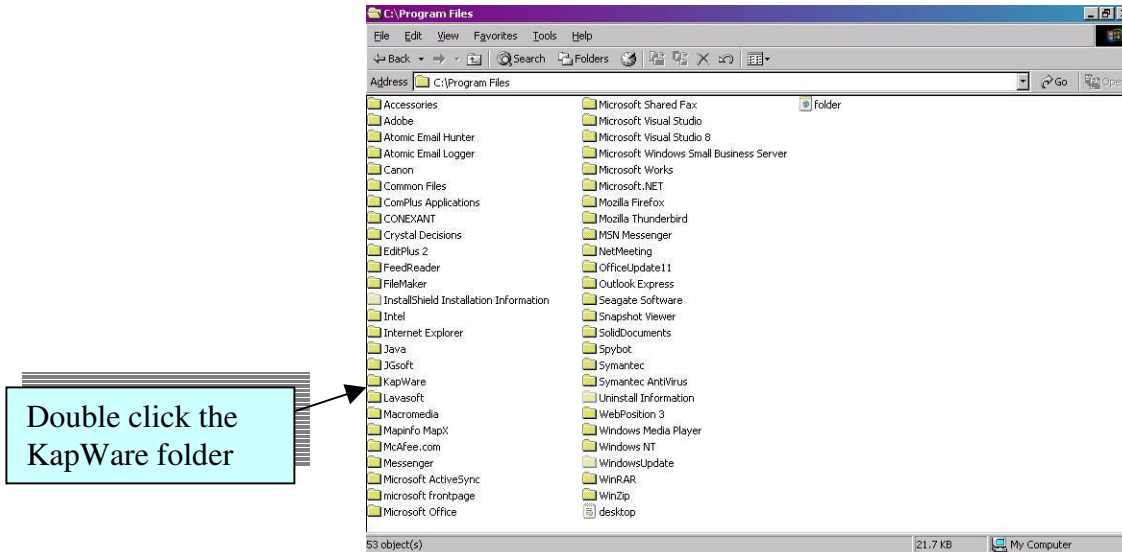 C:\Program Files
File Edit View Favorites Tools Help
Back Search Folders
Address C:\Program Files Go
Accessories
Adobe
Atomic Email Hunter
Atomic Email Logger
Canon
Common Files
ComPlus Applications
CONEXANT
Crystal Decisions
EditPlus 2
FeedReader
FileMaker
InstallShield Installation Information
Intel
Internet Explorer
Java
JGsoft
KapWare
Lavasoft
Macromedia
Mapinfo MapX
McAfee.com
Messenger
Microsoft ActiveSync
microsoft frontpage
Microsoft Office
Microsoft Shared Fax
Microsoft Visual Studio
Microsoft Visual Studio 8
Microsoft Windows Small Business Server
Microsoft Works
Microsoft.NET
Mozilla Firefox
Mozilla Thunderbird
MSN Messenger
NetMeeting
OfficeUpdate11
Outlook Express
Seagate Software
Snapshot Viewer
SolidDocuments
Spybot
Symantec
Symantec AntiVirus
Uninstall Information
WebPosition 3
Windows Media Player
Windows NT
WindowsUpdate
WinRAR
WinZip
desktop
folder
Double click the
KapWare folder
53 object(s) 21.7 KB My Computer